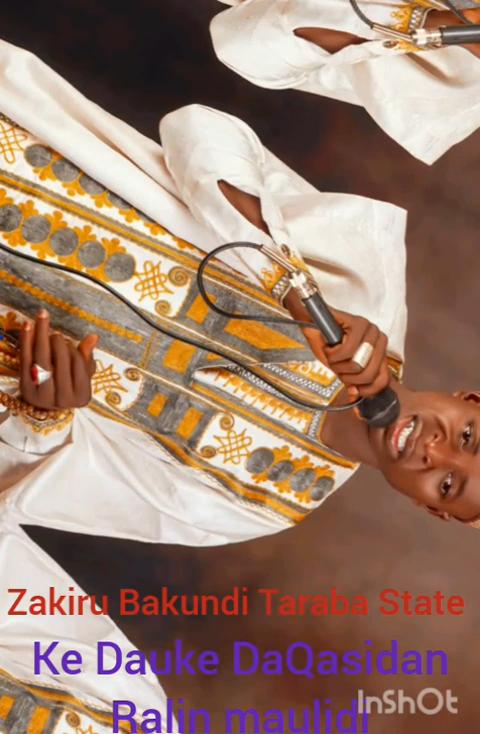 Zakiru Bakundi Taraba State
Ke Dauke DaQasidan
Ralin maulidi
InShOt